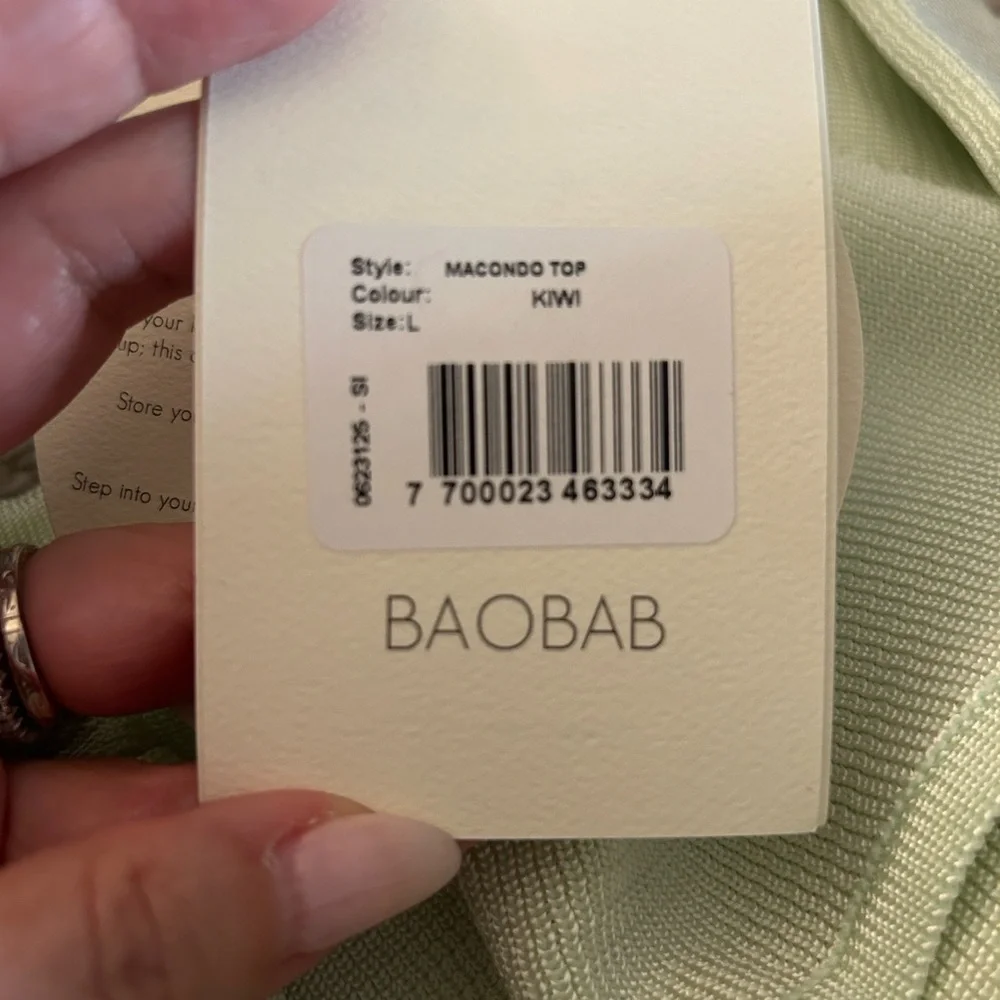 Style: MACONDO TOP
Colour: KIWI
Size:L
0623125 - SI
7 700023 463334
BAOBAB
your
up; this
Store yo
Step into your